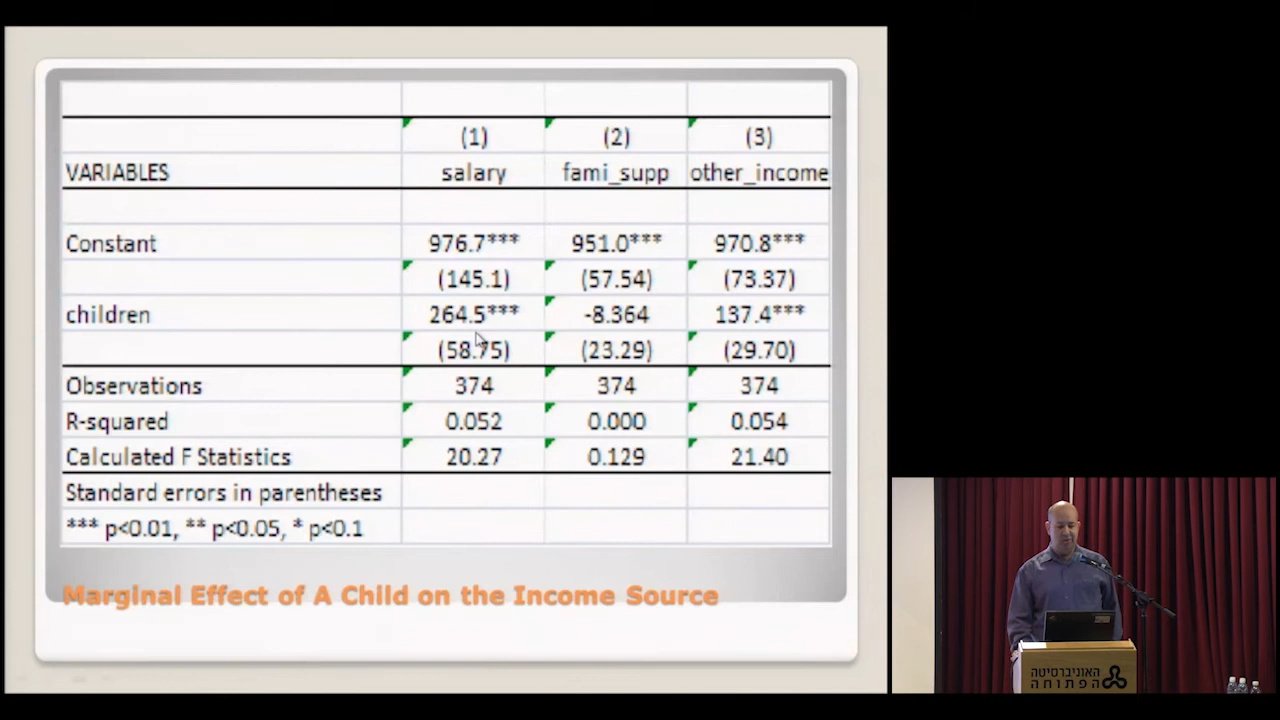 (1) (2) (3)
VARIABLES salary fami_supp other_income
Constant 976.7*** 951.0*** 970.8***
(145.1) (57.54) (73.37)
children 264.5*** -8.364 137.4***
(58.75) (23.29) (29.70)
Observations 374 374 374
R-squared 0.052 0.000 0.054
Calculated F Statistics 20.27 0.129 21.40
Standard errors in parentheses
*** p<0.01, ** p<0.05, * p<0.1
Marginal Effect of A Child on the Income Source
האוניברסיטה
הפתוחה